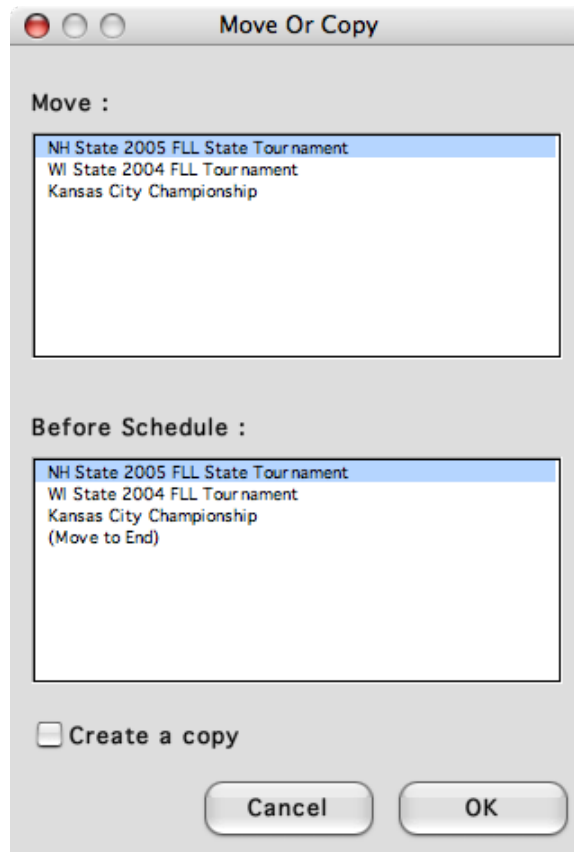 Move Or Copy
Move :
NH State 2005 FLL State Tournament
WI State 2004 FLL Tournament
Kansas City Championship
Before Schedule :
NH State 2005 FLL State Tournament
WI State 2004 FLL Tournament
Kansas City Championship
(Move to End)
Create a copy
Cancel OK